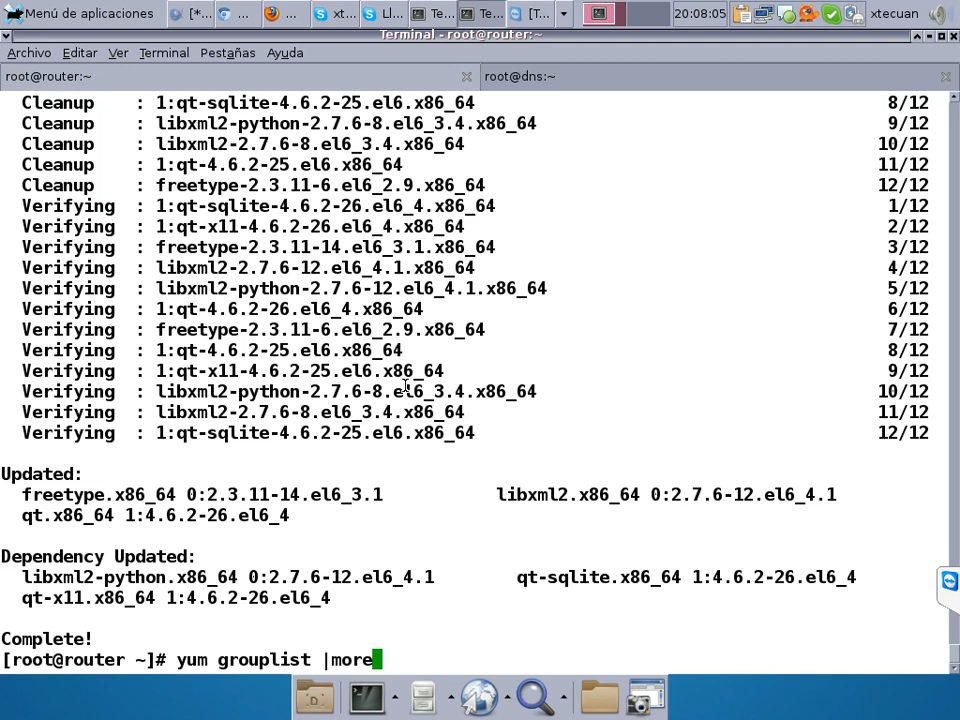 Menú de aplicaciones [*... ... ... xt... Ll... Te... Te... [T... 20:08:05 xtecuan
Terminal - root@router:~
Archivo Editar Ver Terminal Pestañas Ayuda
root@router:~ root@dns:~
Cleanup : 1:qt-sqlite-4.6.2-25.el6.x86_64 8/12
Cleanup : libxml2-python-2.7.6-8.el6_3.4.x86_64 9/12
Cleanup : libxml2-2.7.6-8.el6_3.4.x86_64 10/12
Cleanup : 1:qt-4.6.2-25.el6.x86_64 11/12
Cleanup : freetype-2.3.11-6.el6_2.9.x86_64 12/12
Verifying : 1:qt-sqlite-4.6.2-26.el6_4.x86_64 1/12
Verifying : 1:qt-x11-4.6.2-26.el6_4.x86_64 2/12
Verifying : freetype-2.3.11-14.el6_3.1.x86_64 3/12
Verifying : libxml2-2.7.6-12.el6_4.1.x86_64 4/12
Verifying : libxml2-python-2.7.6-12.el6_4.1.x86_64 5/12
Verifying : 1:qt-4.6.2-26.el6_4.x86_64 6/12
Verifying : freetype-2.3.11-6.el6_2.9.x86_64 7/12
Verifying : 1:qt-4.6.2-25.el6.x86_64 8/12
Verifying : 1:qt-x11-4.6.2-25.el6.x86_64 9/12
Verifying : libxml2-python-2.7.6-8.el6_3.4.x86_64 10/12
Verifying : libxml2-2.7.6-8.el6_3.4.x86_64 11/12
Verifying : 1:qt-sqlite-4.6.2-25.el6.x86_64 12/12
Updated:
freetype.x86_64 0:2.3.11-14.el6_3.1 libxml2.x86_64 0:2.7.6-12.el6_4.1
qt.x86_64 1:4.6.2-26.el6_4
Dependency Updated:
libxml2-python.x86_64 0:2.7.6-12.el6_4.1 qt-sqlite.x86_64 1:4.6.2-26.el6_4
qt-x11.x86_64 1:4.6.2-26.el6_4
Complete!
[root@router ~]# yum grouplist |more